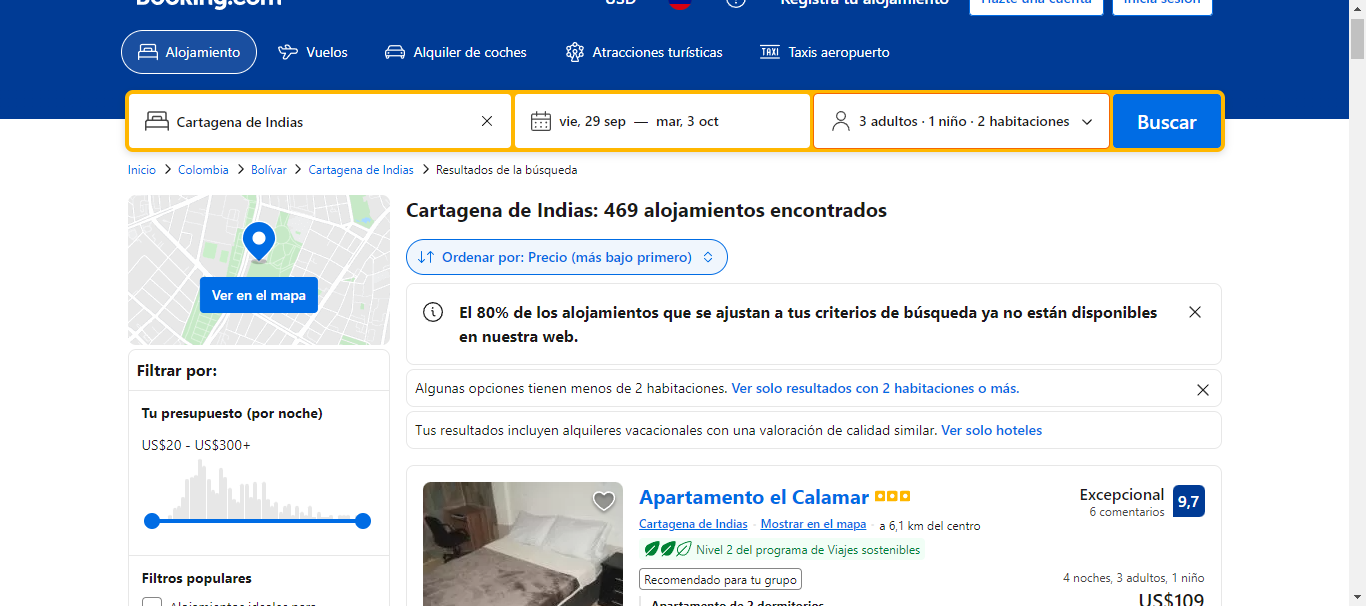 Booking.com
USD
Registra tu alojamiento
Hazte una cuenta
Inicia sesión
Alojamiento
Vuelos
Alquiler de coches
Atracciones turísticas
TAXI Taxis aeropuerto
Cartagena de Indias
vie, 29 sep — mar, 3 oct
3 adultos · 1 niño · 2 habitaciones
Buscar
Inicio > Colombia > Bolívar > Cartagena de Indias > Resultados de la búsqueda
Ver en el mapa
Filtrar por:
Tu presupuesto (por noche)
US$20 - US$300+
Filtros populares
Alojamientos ideales para
Cartagena de Indias: 469 alojamientos encontrados
Ordenar por: Precio (más bajo primero)
El 80% de los alojamientos que se ajustan a tus criterios de búsqueda ya no están disponibles
en nuestra web.
Algunas opciones tienen menos de 2 habitaciones. Ver solo resultados con 2 habitaciones o más.
Tus resultados incluyen alquileres vacacionales con una valoración de calidad similar. Ver solo hoteles
Apartamento el Calamar
Cartagena de Indias · Mostrar en el mapa · a 6,1 km del centro
Nivel 2 del programa de Viajes sostenibles
Recomendado para tu grupo
Apartamento de 2 dormitorios
Excepcional
6 comentarios
9,7
4 noches, 3 adultos, 1 niño
US$109